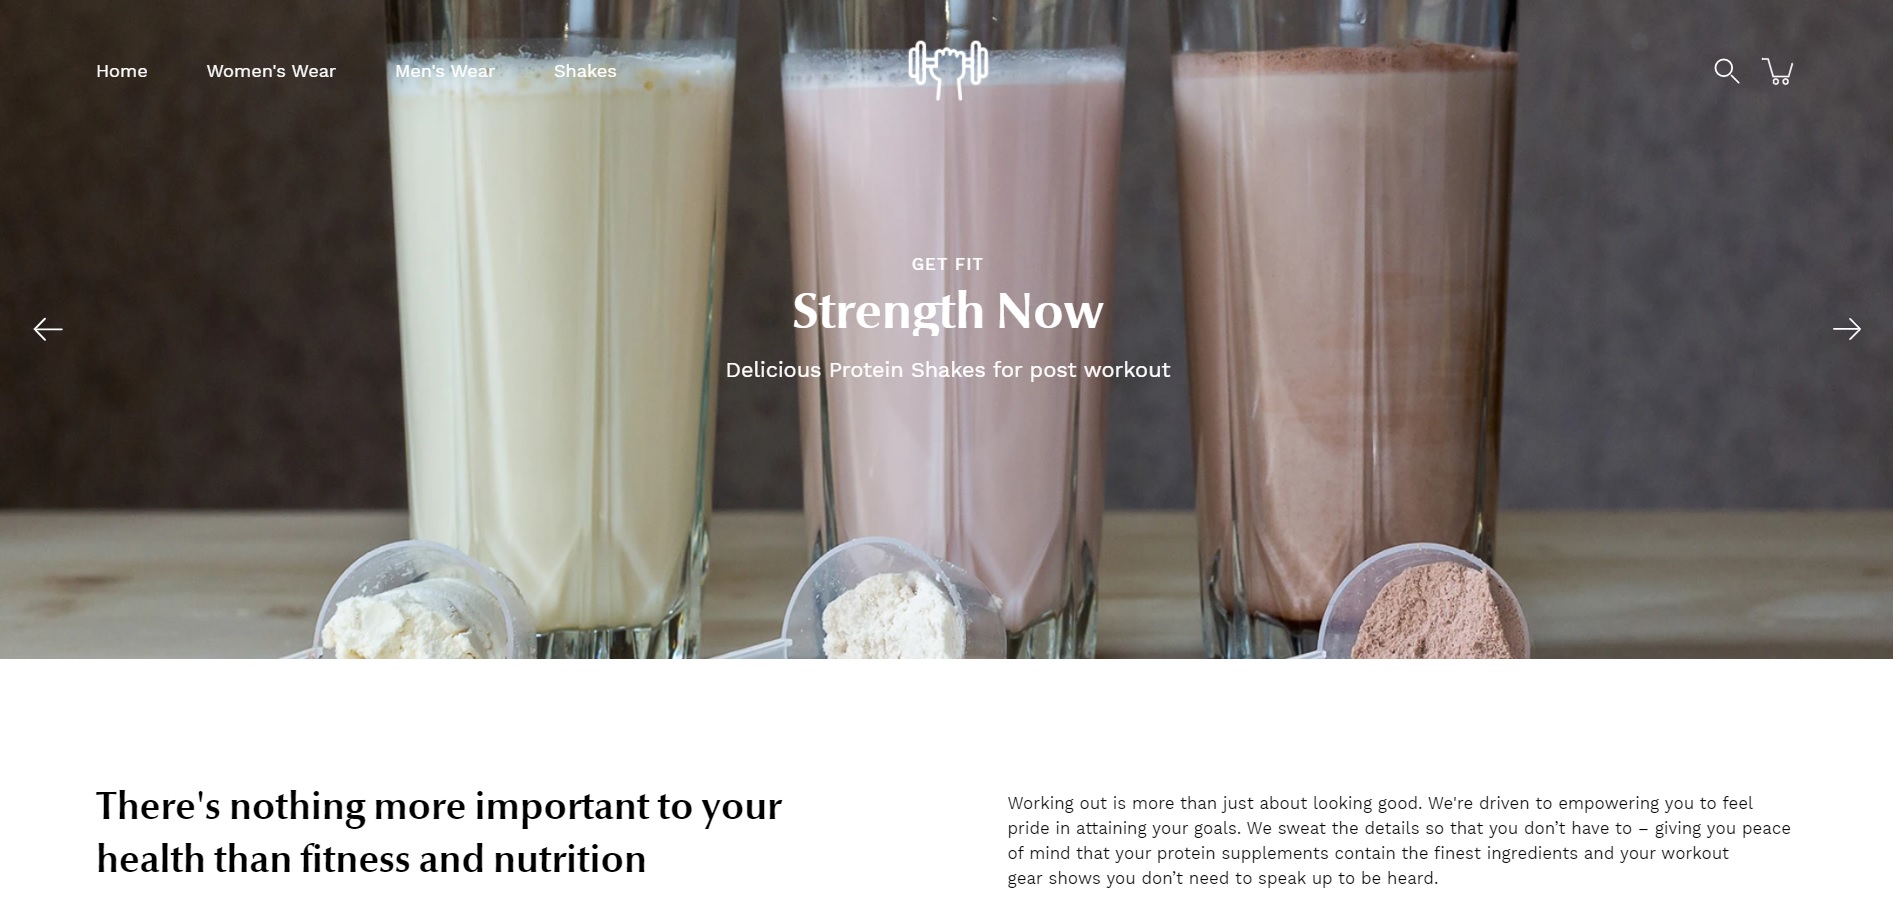 Home
Women's Wear
Men's Wear
Shakes
GET FIT
Strength Now
Delicious Protein Shakes for post workout
There's nothing more important to your
health than fitness and nutrition
Working out is more than just about looking good. We're driven to empowering you to feel
pride in attaining your goals. We sweat the details so that you don’t have to – giving you peace
of mind that your protein supplements contain the finest ingredients and your workout
gear shows you don’t need to speak up to be heard.